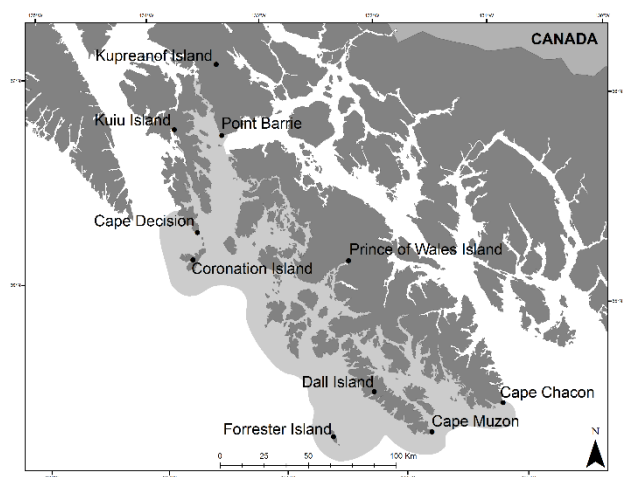 CANADA
Kupreanof Island
Kuiu Island
Point Barrie
Cape Decision
Prince of Wales Island
Coronation Island
Dall Island
Cape Chacon
Cape Muzon
Forrester Island
N
0 25 50 100 Km